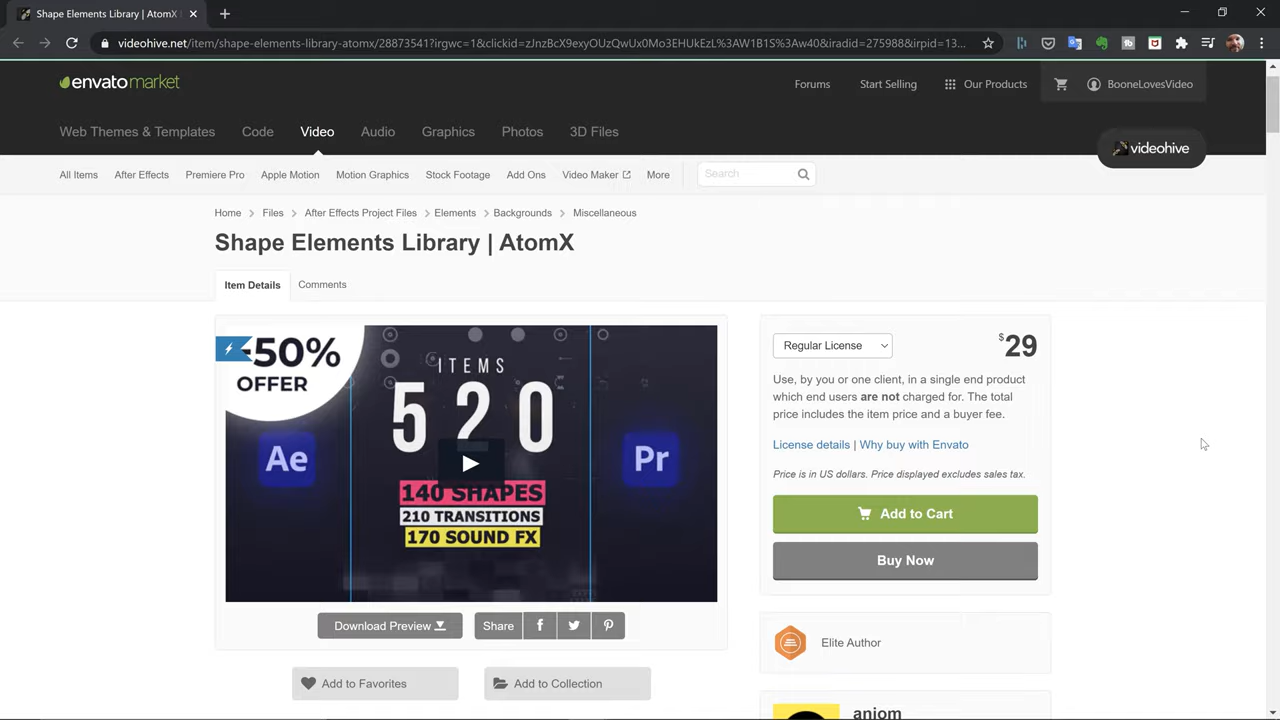 Shape Elements Library | AtomX
videohive.net/item/shape-elements-library-atomx/28873541?irgwc=1&clickid=zJnzBcX9exyOUzQwUx0Mo3EHUkEzL%3AW1B1S%3Aw40&iradid=275988&irpid=13...
envatomarket
Forums
Start Selling
Our Products
BooneLovesVideo
Web Themes & Templates
Code
Video
Audio
Graphics
Photos
3D Files
videohive
All Items
After Effects
Premiere Pro
Apple Motion
Motion Graphics
Stock Footage
Add Ons
Video Maker
More
Search
Home
Files
After Effects Project Files
Elements
Backgrounds
Miscellaneous
Shape Elements Library | AtomX
Item Details
Comments
-50%
OFFER
ITEMS
520
Ae
Pr
140 SHAPES
210 TRANSITIONS
170 SOUND FX
Regular License
$29
Use, by you or one client, in a single end product
which end users are not charged for. The total
price includes the item price and a buyer fee.
License details | Why buy with Envato
Price is in US dollars. Price displayed excludes sales tax.
Add to Cart
Buy Now
Download Preview
Share
Elite Author
Add to Favorites
Add to Collection
aniom